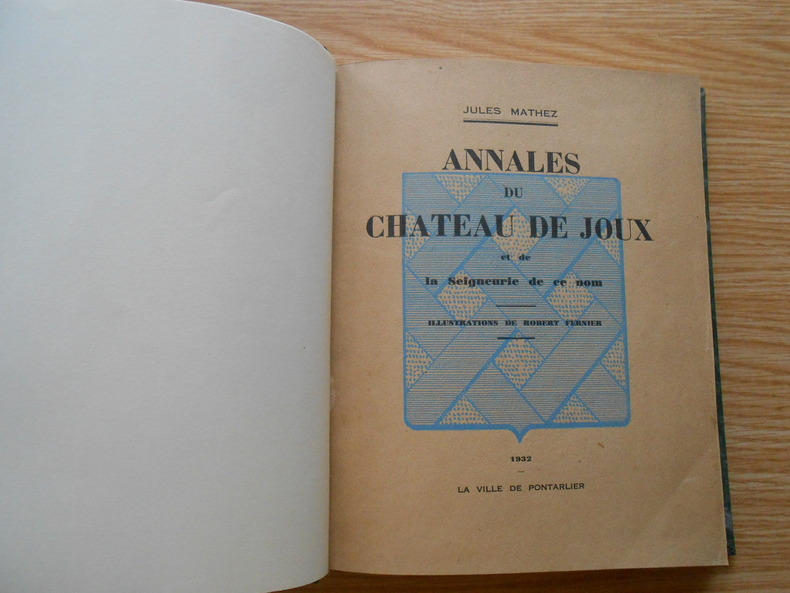 JULES MATHEZ
ANNALES
DU
CHATEAU DE JOUX
et de
la Seigneurie de ce nom
ILLUSTRATIONS DE ROBERT FERNIER
1932
LA VILLE DE PONTARLIER